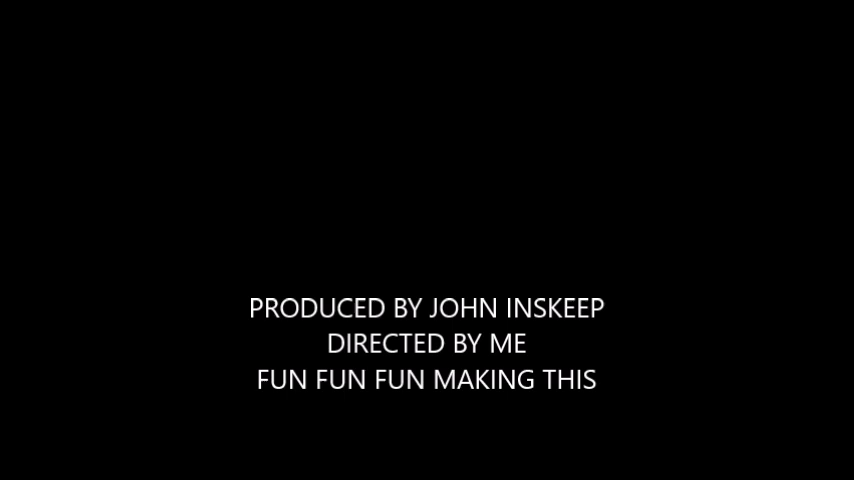 PRODUCED BY JOHN INSKEEP
DIRECTED BY ME
FUN FUN FUN MAKING THIS